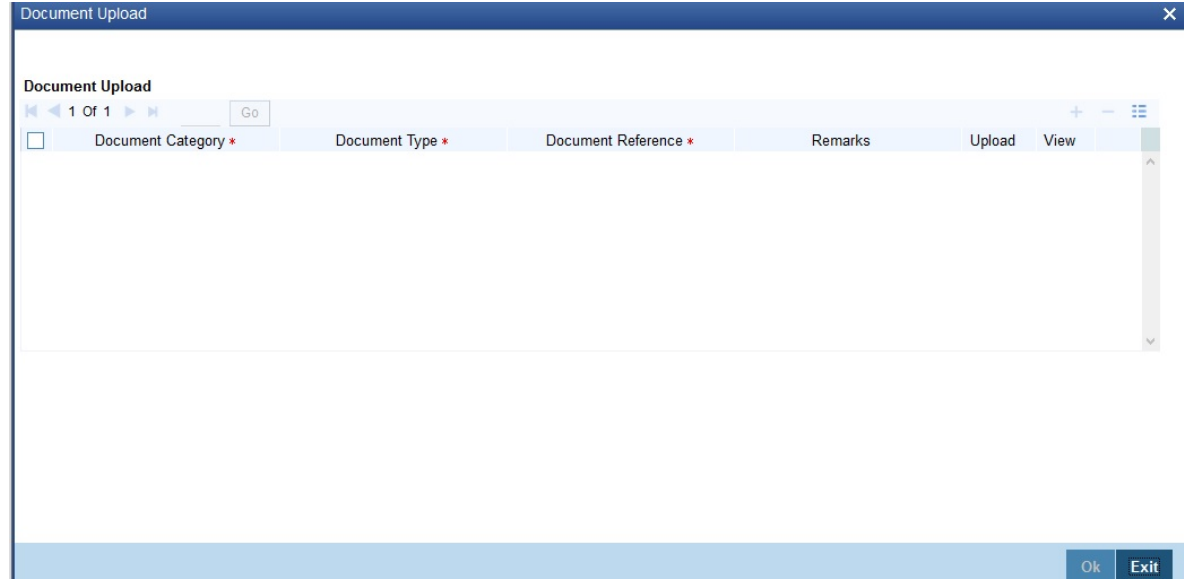 Document Upload
Document Upload
1 Of 1 Go
Document Category * Document Type * Document Reference * Remarks Upload View
Ok Exit